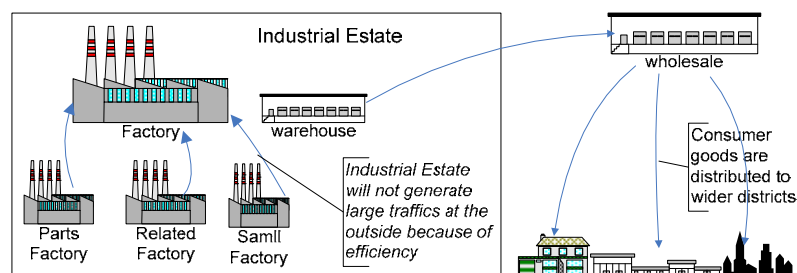 Industrial Estate
Factory
warehouse
wholesale
Parts
Factory
Related
Factory
Samll
Factory
Industrial Estate
will not generate
large traffics at the
outside because of
efficiency
Consumer
goods are
distributed to
wider districts